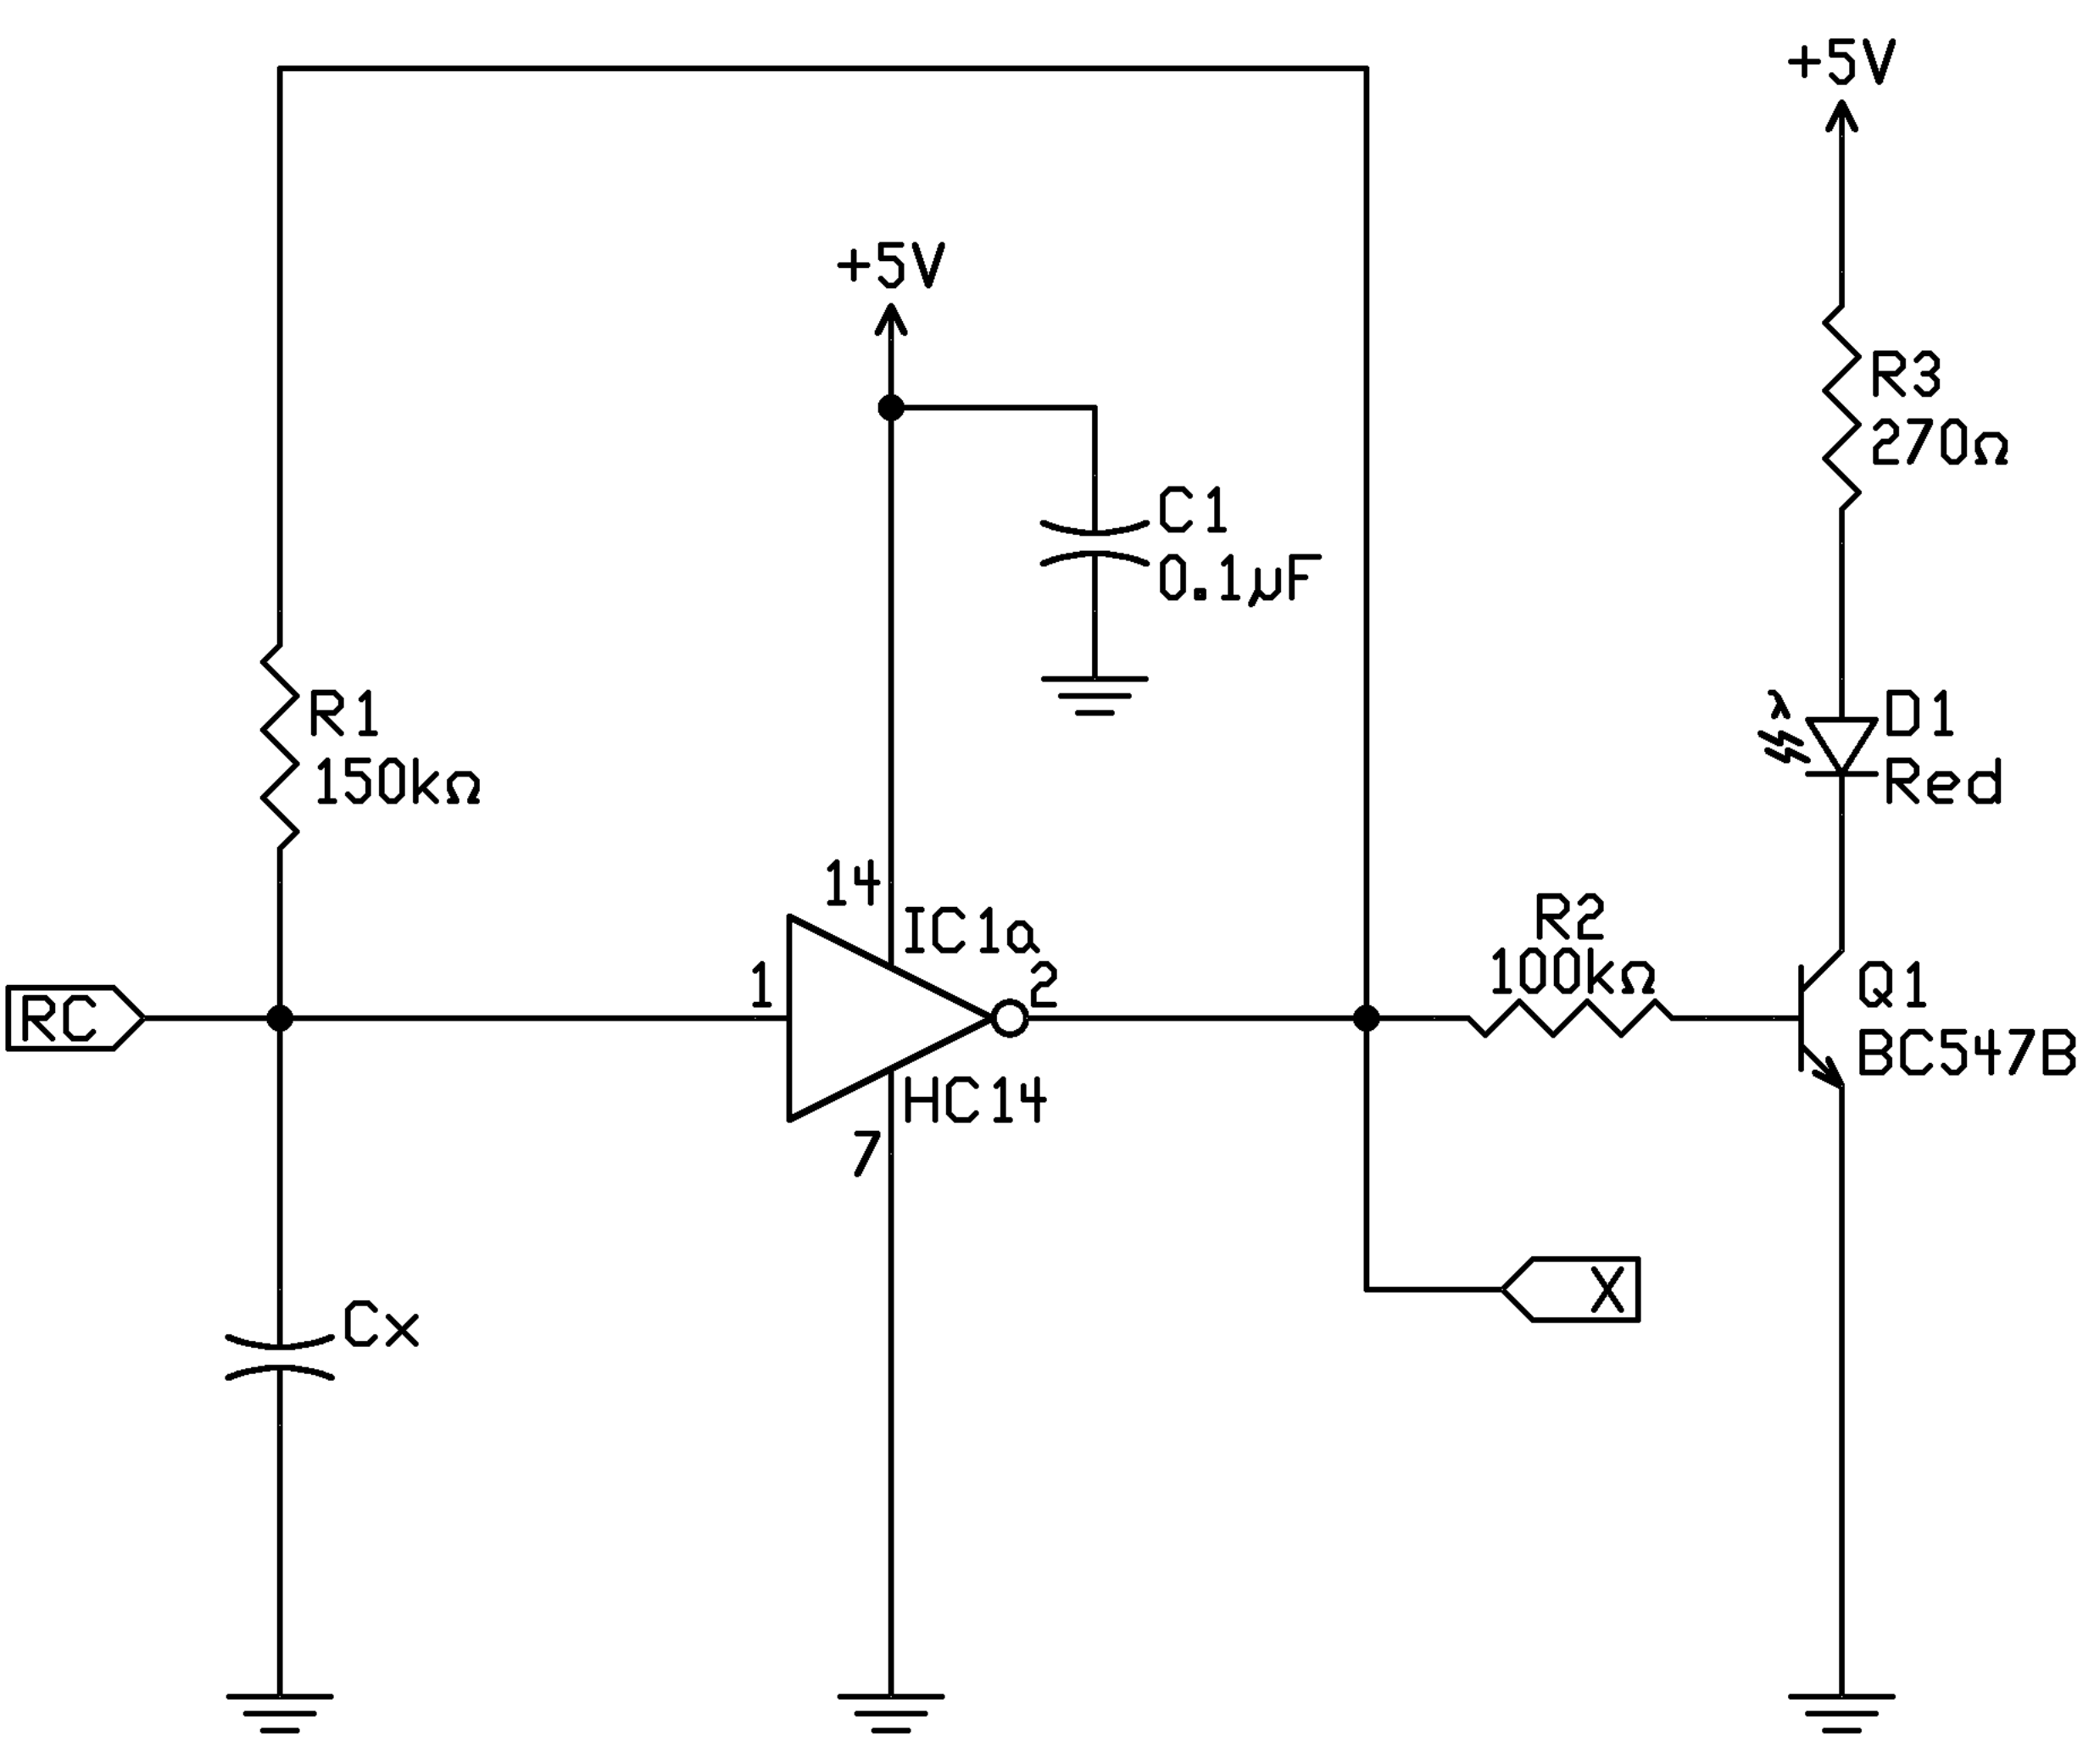 +5V
+5V
R3
270Ω
C1
0.1µF
R1
150kΩ
D1
Red
λ
14
IC1a
1
2
HC14
7
R2
100kΩ
Q1
BC547B
RC
X
Cx